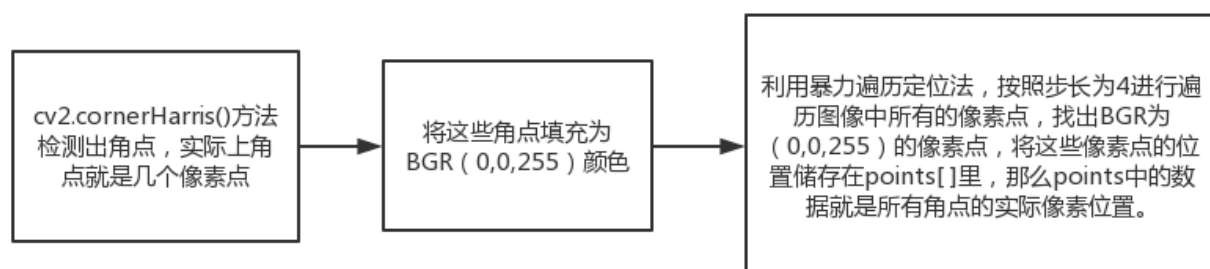 cv2.cornerHarris()方法
检测出角点，实际上角
点就是几个像素点
将这些角点填充为
BGR（0,0,255）颜色
利用暴力遍历定位法，按照步长为4进行遍
历图像中所有的像素点，找出BGR为
（0,0,255）的像素点，将这些像素点的位
置储存在points[]里，那么points中的数
据就是所有角点的实际像素位置。